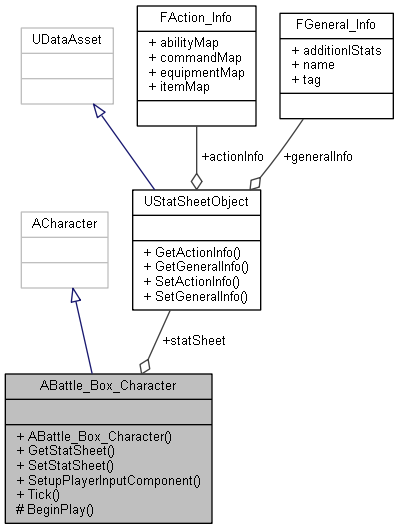 FAction_Info
+ abilityMap
+ commandMap
+ equipmentMap
+ itemMap
FGeneral_Info
+ additionlStats
+ name
+ tag
UDataAsset
+actionInfo
+generalInfo
UStatSheetObject
+ GetActionInfo()
+ GetGeneralInfo()
+ SetActionInfo()
+ SetGeneralInfo()
ACharacter
+statSheet
ABattle_Box_Character
+ ABattle_Box_Character()
+ GetStatSheet()
+ SetStatSheet()
+ SetupPlayerInputComponent()
+ Tick()
# BeginPlay()